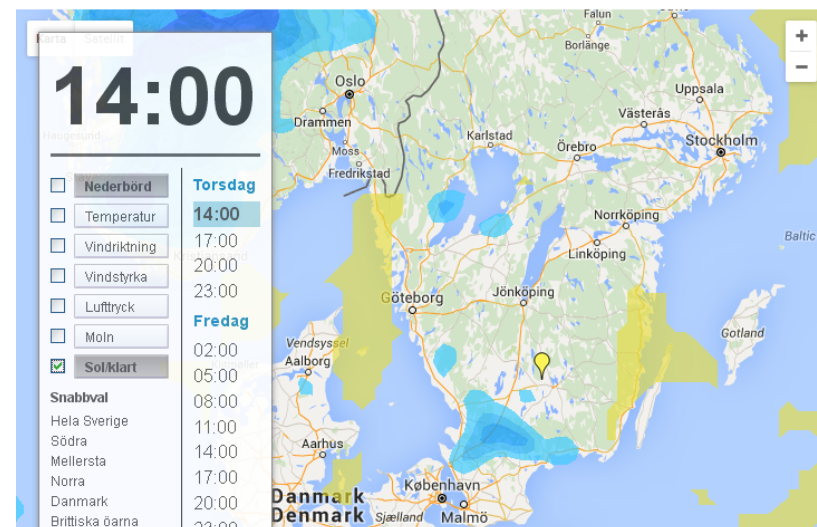 Karta Satellit
14:00
Nederbörd
Temperatur
Vindriktning
Vindstyrka
Lufttryck
Moln
Sol/klart
Snabbval
Hela Sverige
Södra
Mellersta
Norra
Danmark
Brittiska öarna
Torsdag
14:00
17:00
20:00
23:00
Fredag
02:00
05:00
08:00
11:00
14:00
17:00
20:00
23:00
+
−
Falun
Borlänge
Oslo
Uppsala
Drammen
Västerås
Haugesund
Karlstad
Stockholm
Moss
Örebro
Fredrikstad
Norrköping
Baltic
Linköping
Göteborg
Jönköping
Gotland
Vendsyssel
Aalborg
Aarhus
København
Danmark
Denmark
Sjælland
Malmö